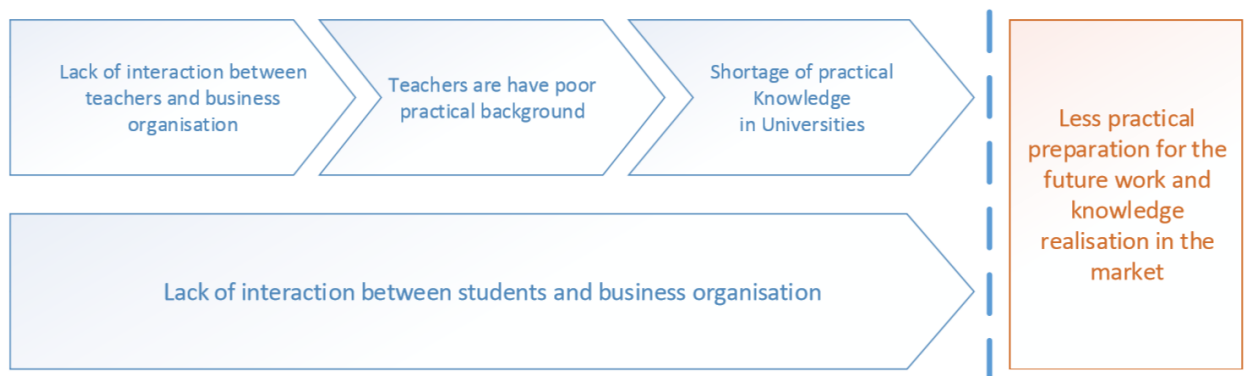 Lack of interaction between
teachers and business
organisation
Teachers are have poor
practical background
Shortage of practical
Knowledge
in Universities
Lack of interaction between students and business organisation
Less practical
preparation for the
future work and
knowledge
realisation in the
market